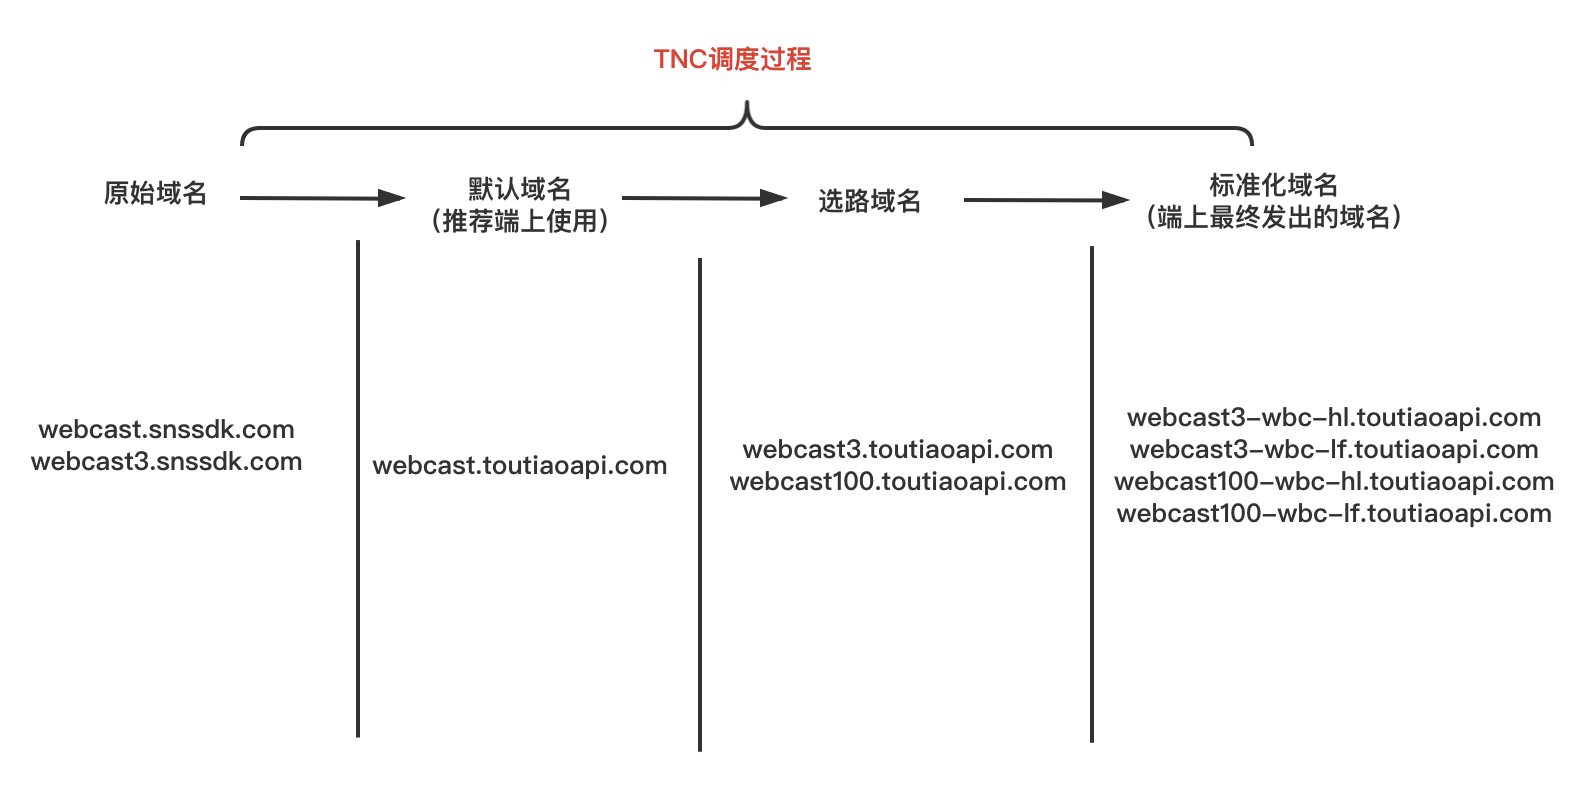 TNC调度过程
原始域名
默认域名
（推荐端上使用）
选路域名
标准化域名
（端上最终发出的域名）
webcast.snssdk.com
webcast3.snssdk.com
webcast.toutiaoapi.com
webcast3.toutiaoapi.com
webcast100.toutiaoapi.com
webcast3-wbc-hl.toutiaoapi.com
webcast3-wbc-lf.toutiaoapi.com
webcast100-wbc-hl.toutiaoapi.com
webcast100-wbc-lf.toutiaoapi.com